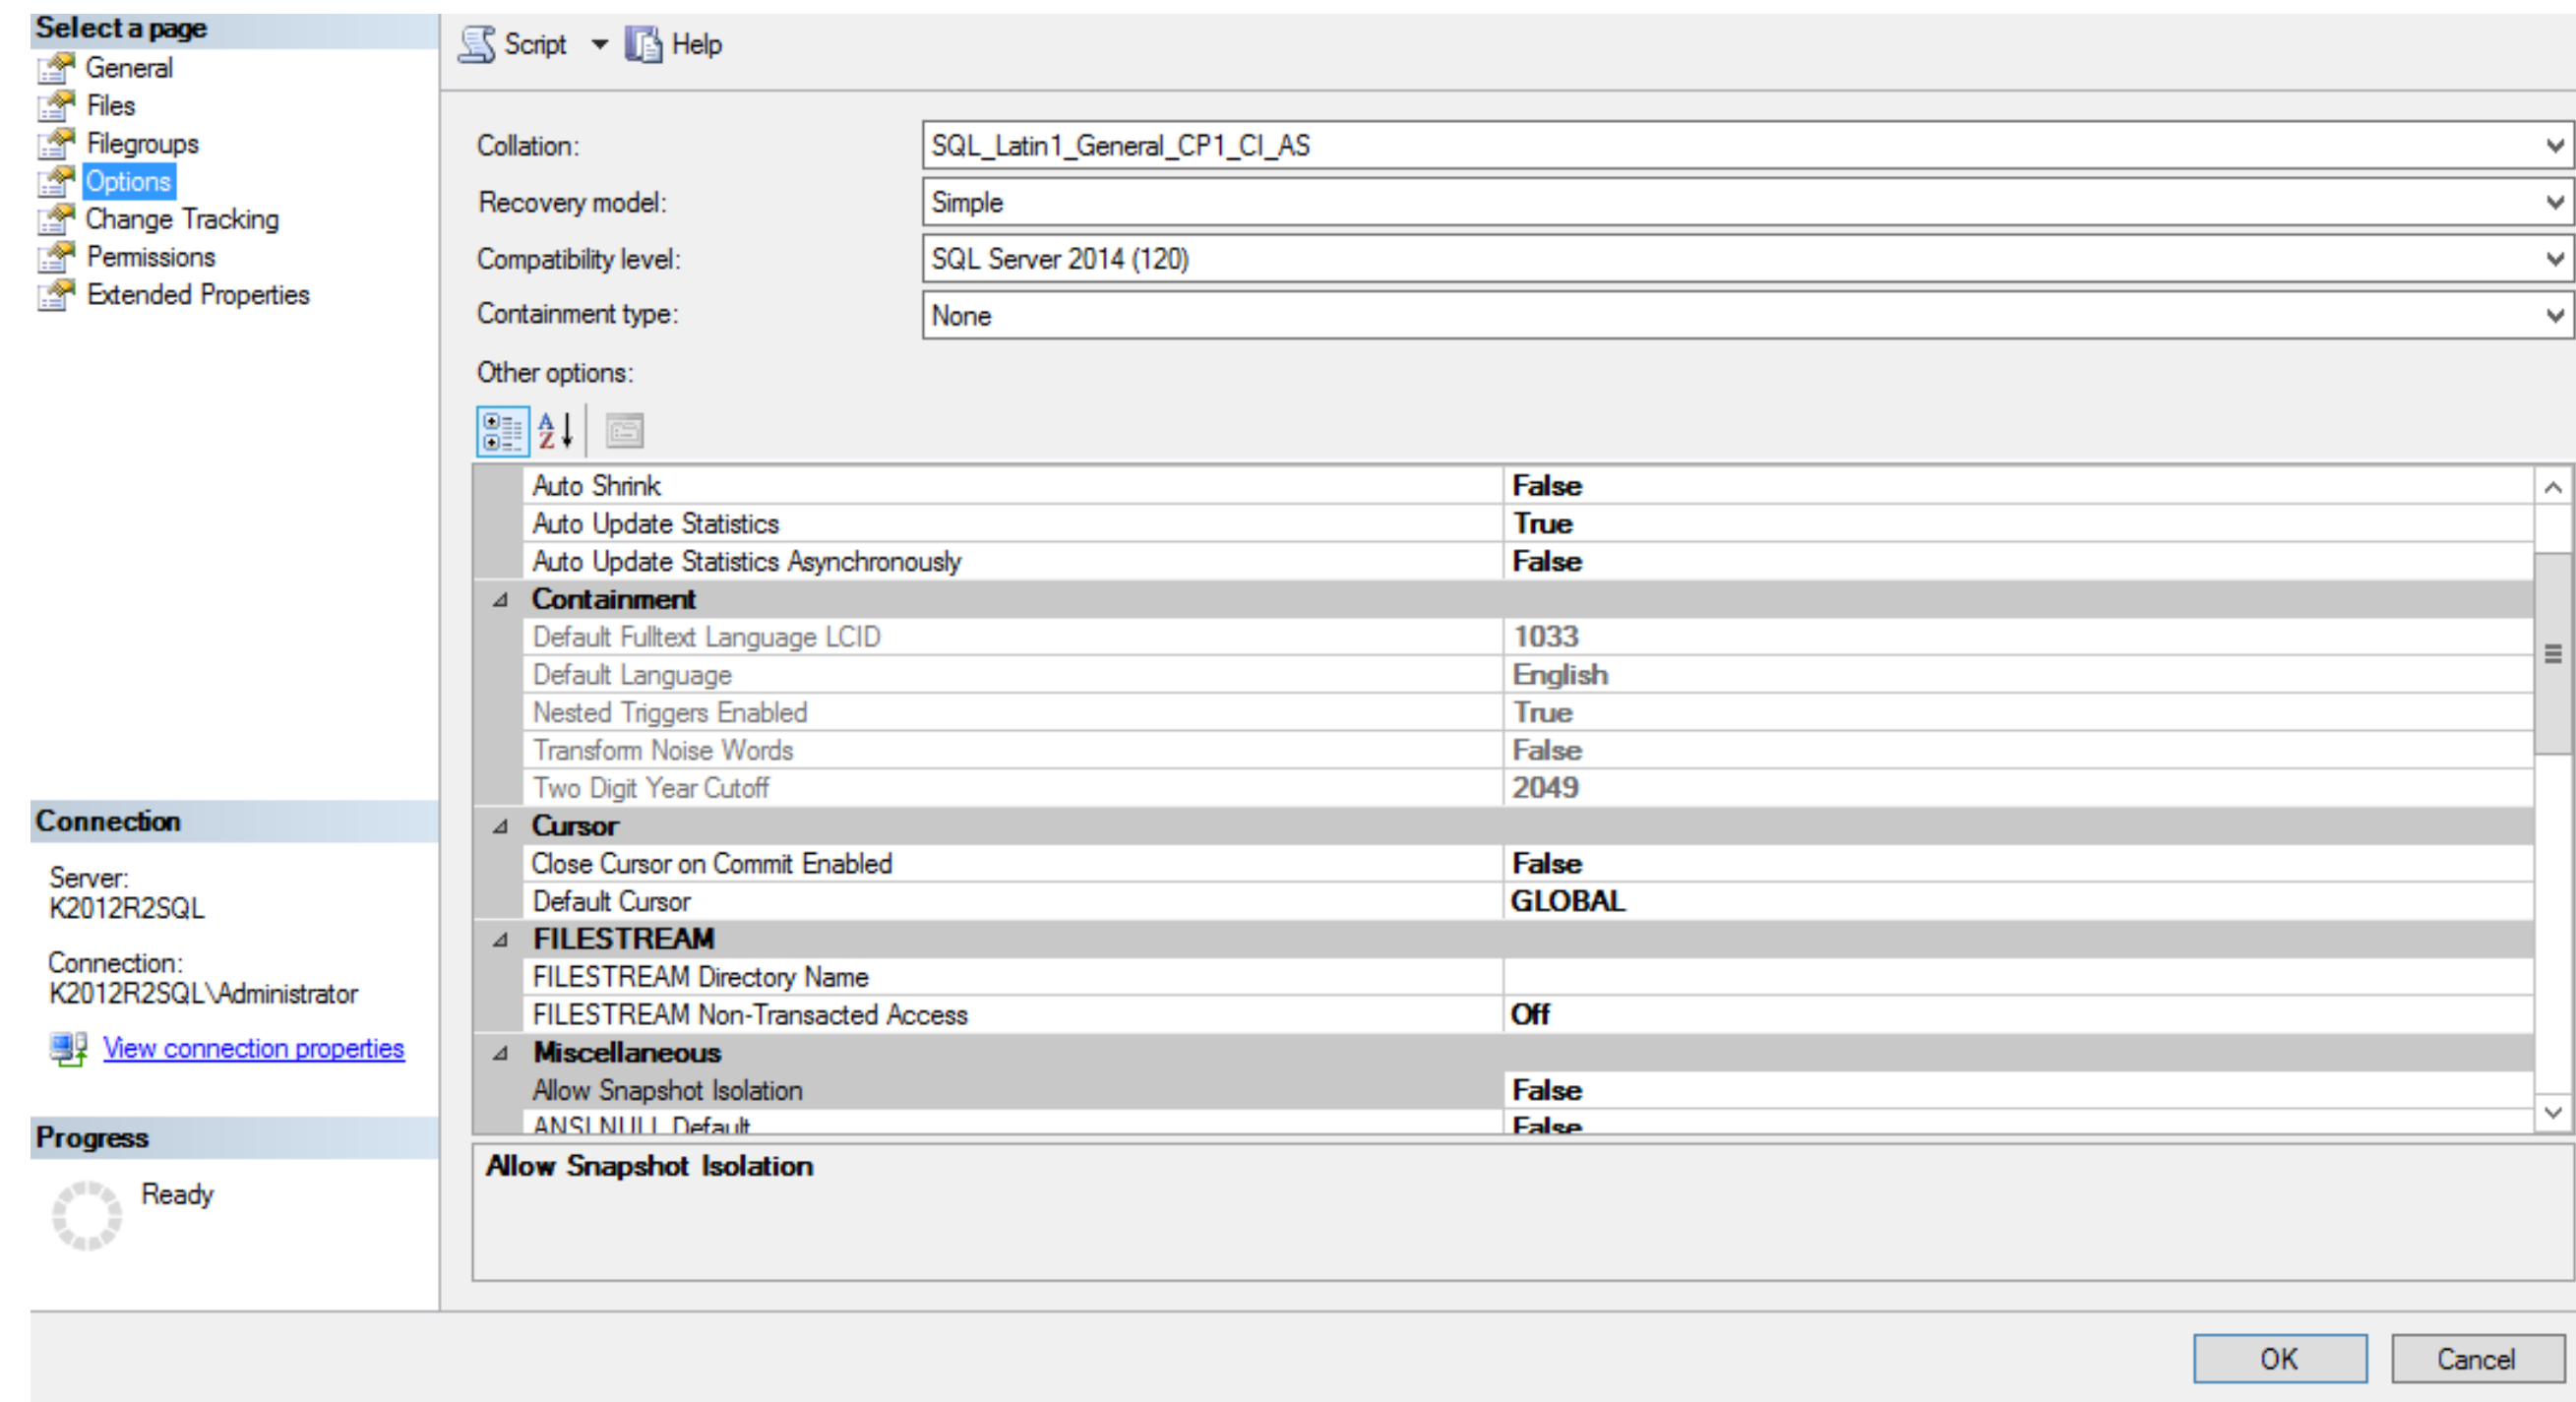 Select a page
General
Files
Filegroups
Options
Change Tracking
Permissions
Extended Properties
Connection
Server:
K2012R2SQL
Connection:
K2012R2SQL\Administrator
View connection properties
Progress
Ready
Script Help
Collation: SQL_Latin1_General_CP1_CI_AS
Recovery model: Simple
Compatibility level: SQL Server 2014 (120)
Containment type: None
Other options:
Auto Shrink False
Auto Update Statistics True
Auto Update Statistics Asynchronously False
Containment
Default Fulltext Language LCID 1033
Default Language English
Nested Triggers Enabled True
Transform Noise Words False
Two Digit Year Cutoff 2049
Cursor
Close Cursor on Commit Enabled False
Default Cursor GLOBAL
FILESTREAM
FILESTREAM Directory Name
FILESTREAM Non-Transacted Access Off
Miscellaneous
Allow Snapshot Isolation False
ANSI NULL Default False
Allow Snapshot Isolation
OK Cancel